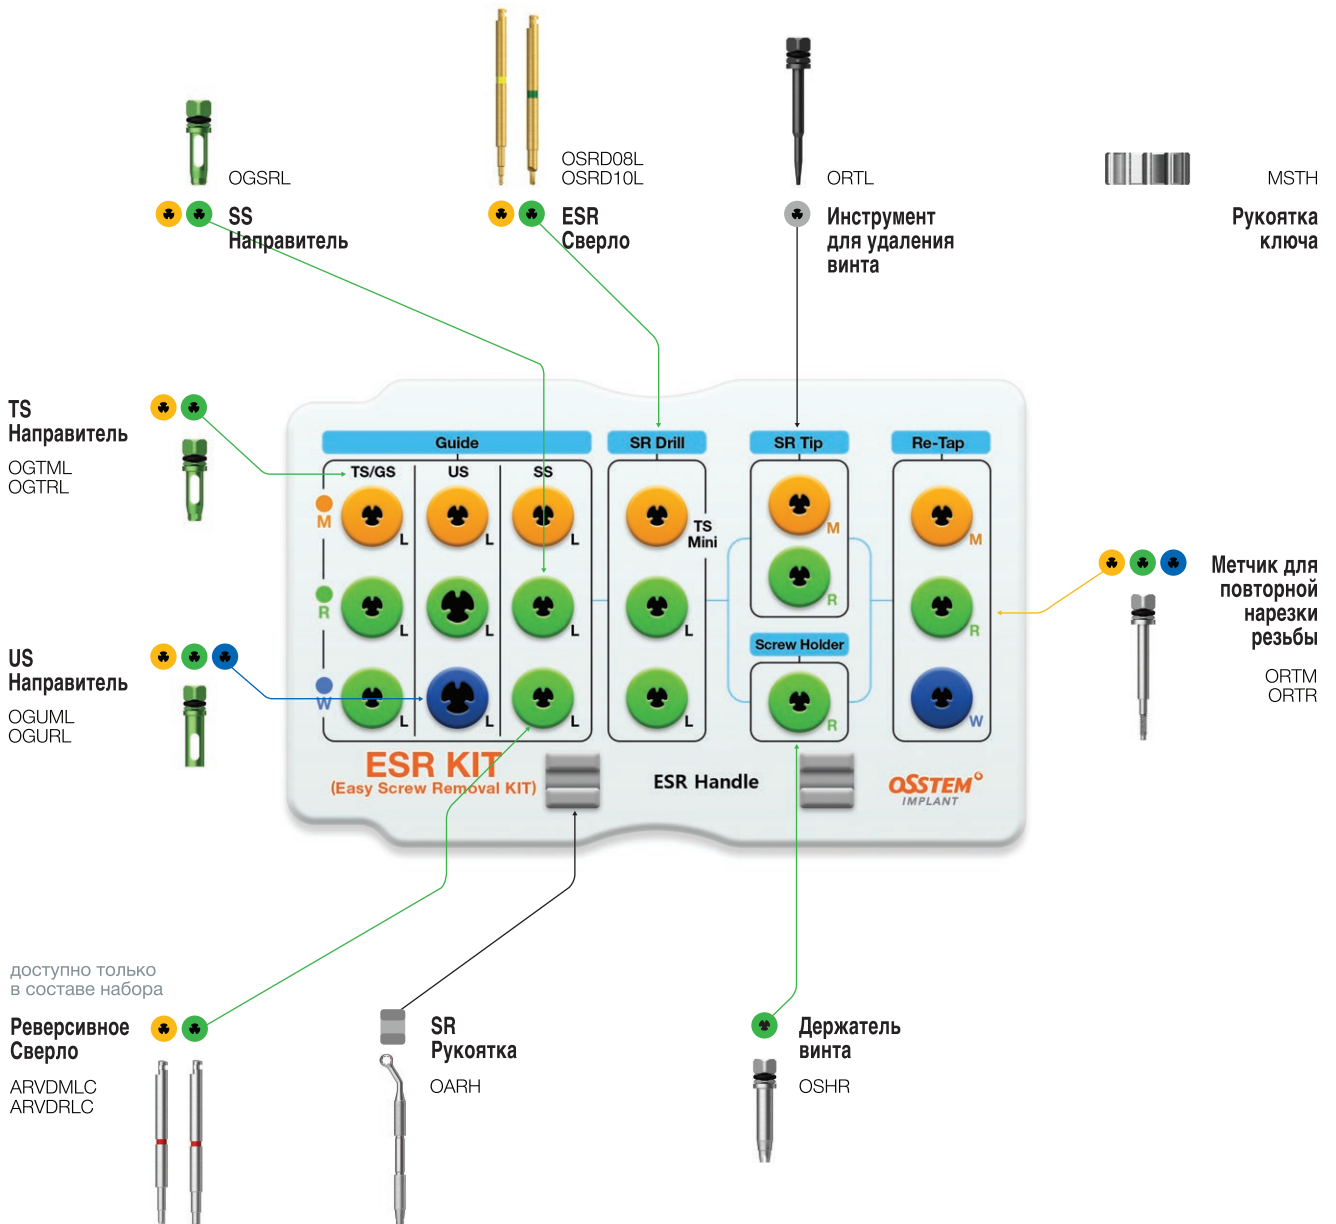 OGSRL
SS
Направитель
OSRD08L
OSRD10L
ESR
Сверло
ORTL
Инструмент
для удаления
винта
MSTH
Рукоятка
ключа
TS
Направитель
OGTML
OGTRL
US
Направитель
OGUML
OGURL
Guide
SR Drill
SR Tip
Re-Tap
TS/GS
US
SS
M
L
L
L
TS
Mini
M
M
R
L
L
L
L
R
R
Screw Holder
W
L
L
L
L
R
W
ESR KIT
(Easy Screw Removal KIT)
ESR Handle
OSSTEM
IMPLANT
Метчик для
повторной
нарезки
резьбы
ORTM
ORTR
доступно только
в составе набора
Реверсивное
Сверло
ARVDMLC
ARVDRLC
SR
Рукоятка
OARH
Держатель
винта
OSHR